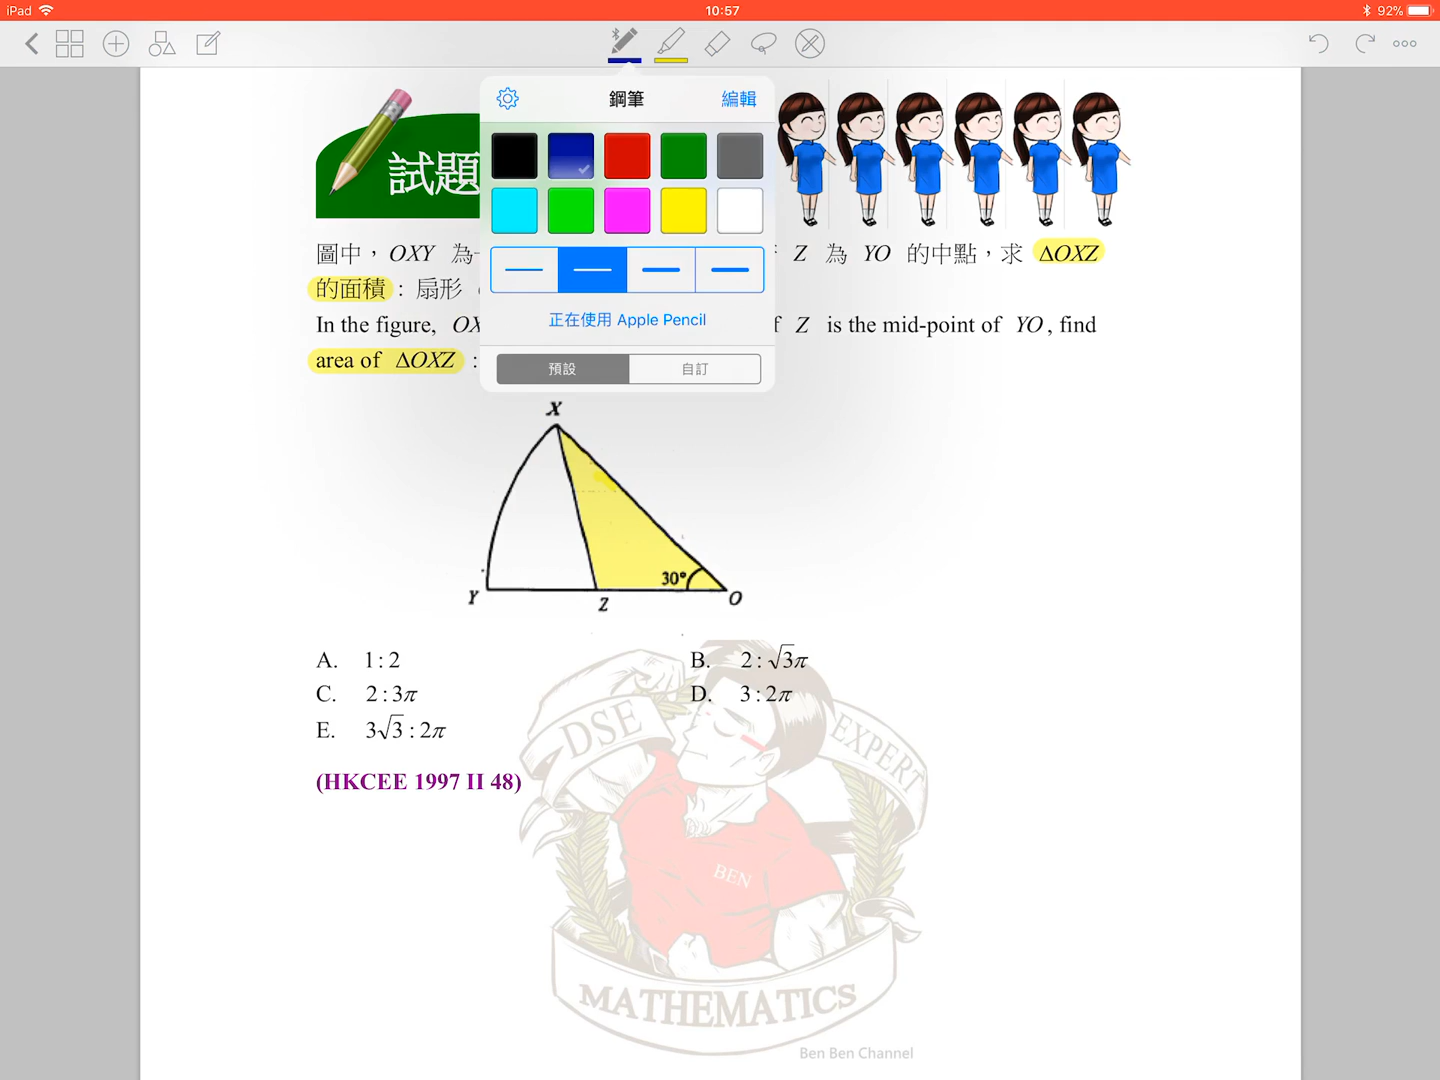 iPad 10:57 92%
鋼筆 編輯
正在使用 Apple Pencil
預設 自訂
試題
圖中，OXY 為 Z 為 YO 的中點，求 ΔOXZ
的面積 : 扇形
In the figure, Z is the mid-point of YO, find
area of ΔOXZ :
X
30°
Y Z O
A. 1 : 2 B. 2 : √3π
C. 2 : 3π D. 3 : 2π
E. 3√3 : 2π
(HKCEE 1997 II 48)
DSE EXPERT
BEN
MATHEMATICS
Ben Ben Channel